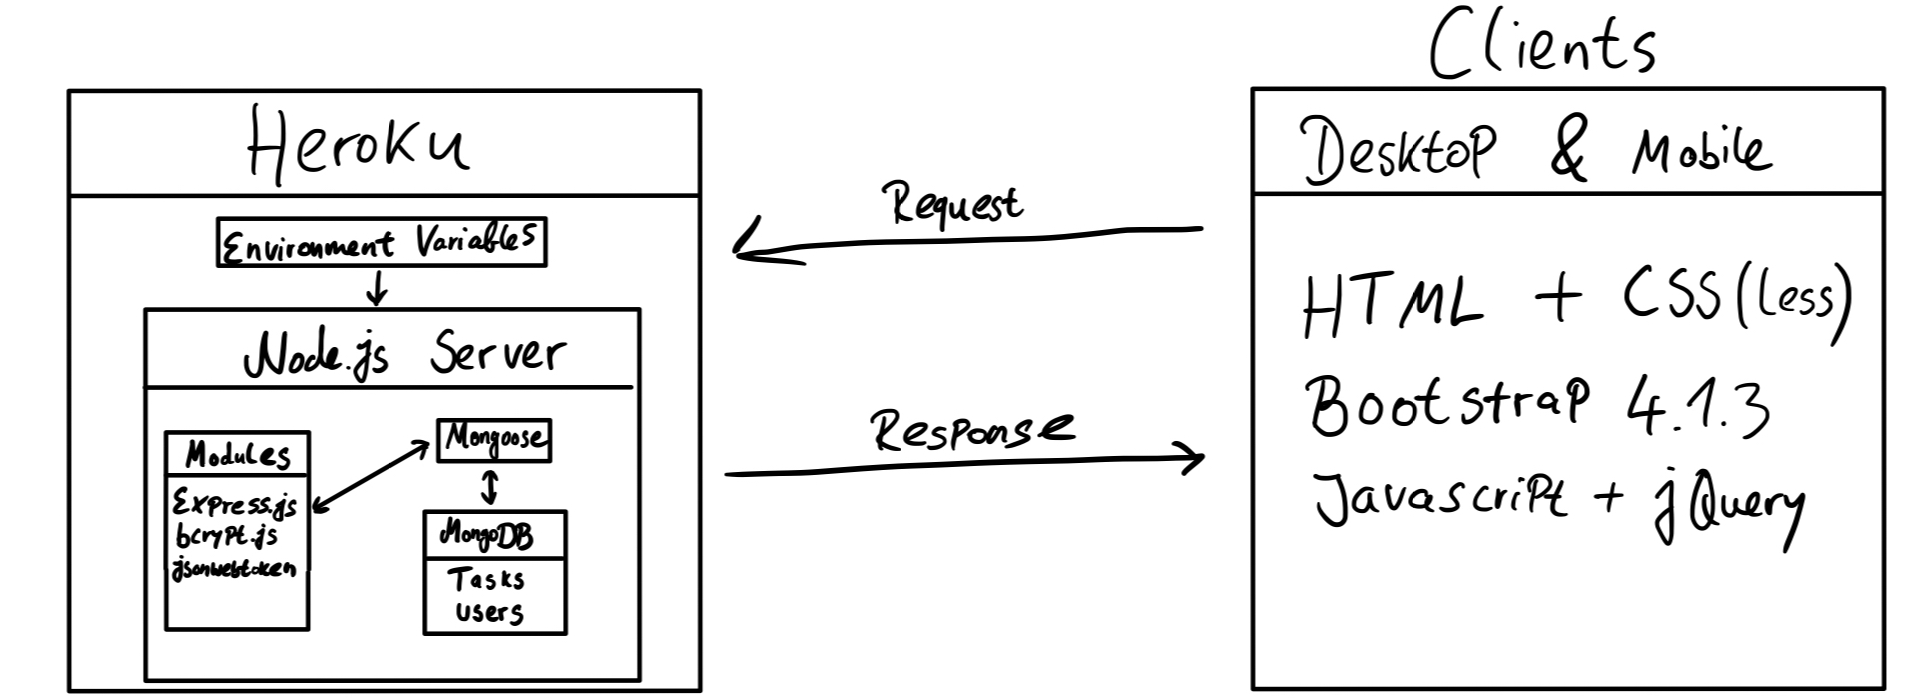 Clients
Heroku
Desktop & Mobile
Environment Variables
Request
Node.js Server
HTML + CSS(less)
Bootstrap 4.1.3
Javascript + jQuery
Response
Modules
Express.js
bcrypt.js
jsonwebtoken
Mongoose
MongoDB
Tasks
users